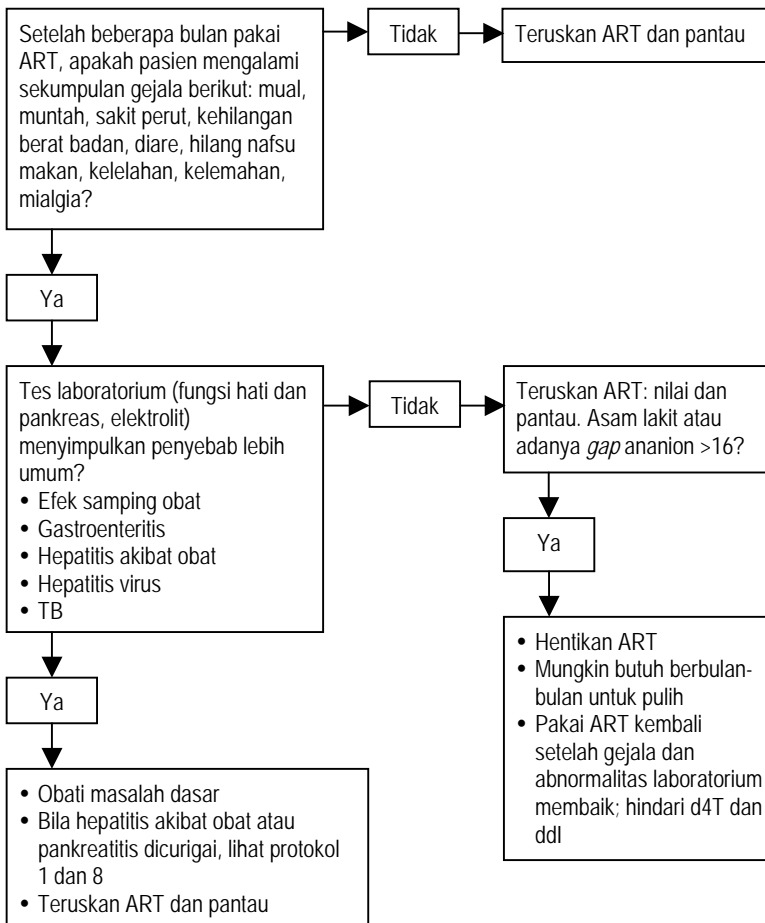 Setelah beberapa bulan pakai
ART, apakah pasien mengalami
sekumpulan gejala berikut: mual,
muntah, sakit perut, kehilangan
berat badan, diare, hilang nafsu
makan, kelelahan, kelemahan,
mialgia?
Tidak
Teruskan ART dan pantau
Ya
Tes laboratorium (fungsi hati dan
pankreas, elektrolit)
menyimpulkan penyebab lebih
umum?
• Efek samping obat
• Gastroenteritis
• Hepatitis akibat obat
• Hepatitis virus
• TB
Tidak
Teruskan ART: nilai dan
pantau. Asam lakit atau
adanya gap ananion >16?
Ya
• Hentikan ART
• Mungkin butuh berbulan-
bulan untuk pulih
• Pakai ART kembali
setelah gejala dan
abnormalitas laboratorium
membaik; hindari d4T dan
ddI
Ya
• Obati masalah dasar
• Bila hepatitis akibat obat atau
pankreatitis dicurigai, lihat protokol
1 dan 8
• Teruskan ART dan pantau